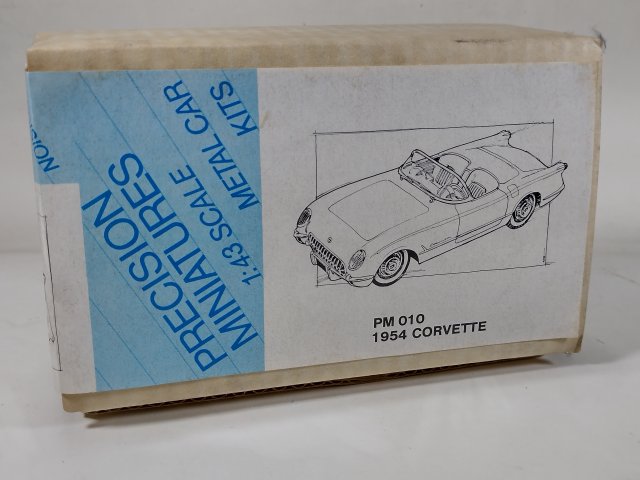 PRECISION
MINIATURES
1:43 SCALE
METAL CAR
KITS.
PM 010
1954 CORVETTE